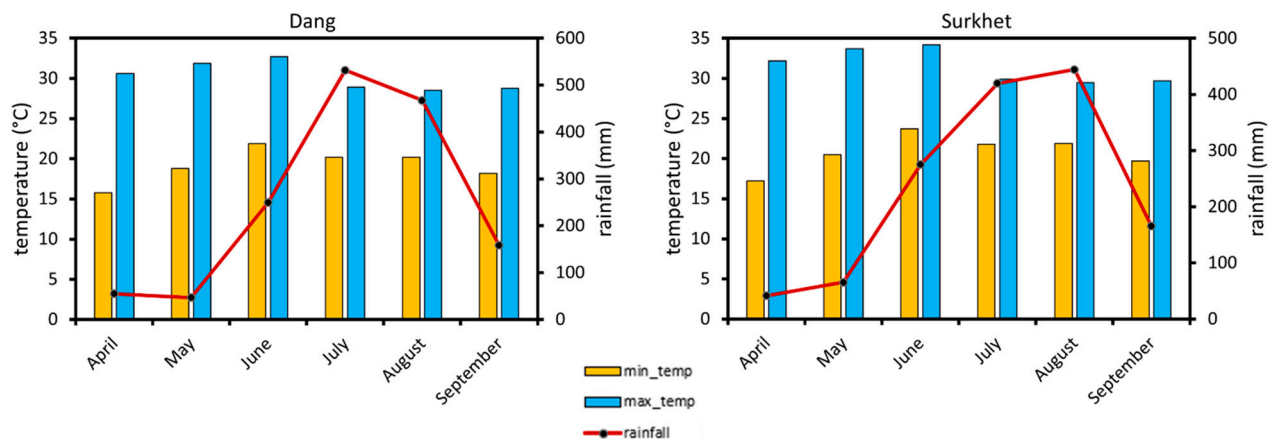 Dang
temperature (°C)
35
30
25
20
15
10
5
0
600
500
400
300
200
100
0
rainfall (mm)
April
May
June
July
August
September
Surkhet
temperature (°C)
35
30
25
20
15
10
5
0
500
400
300
200
100
0
rainfall (mm)
April
May
June
July
August
September
min_temp
max_temp
rainfall